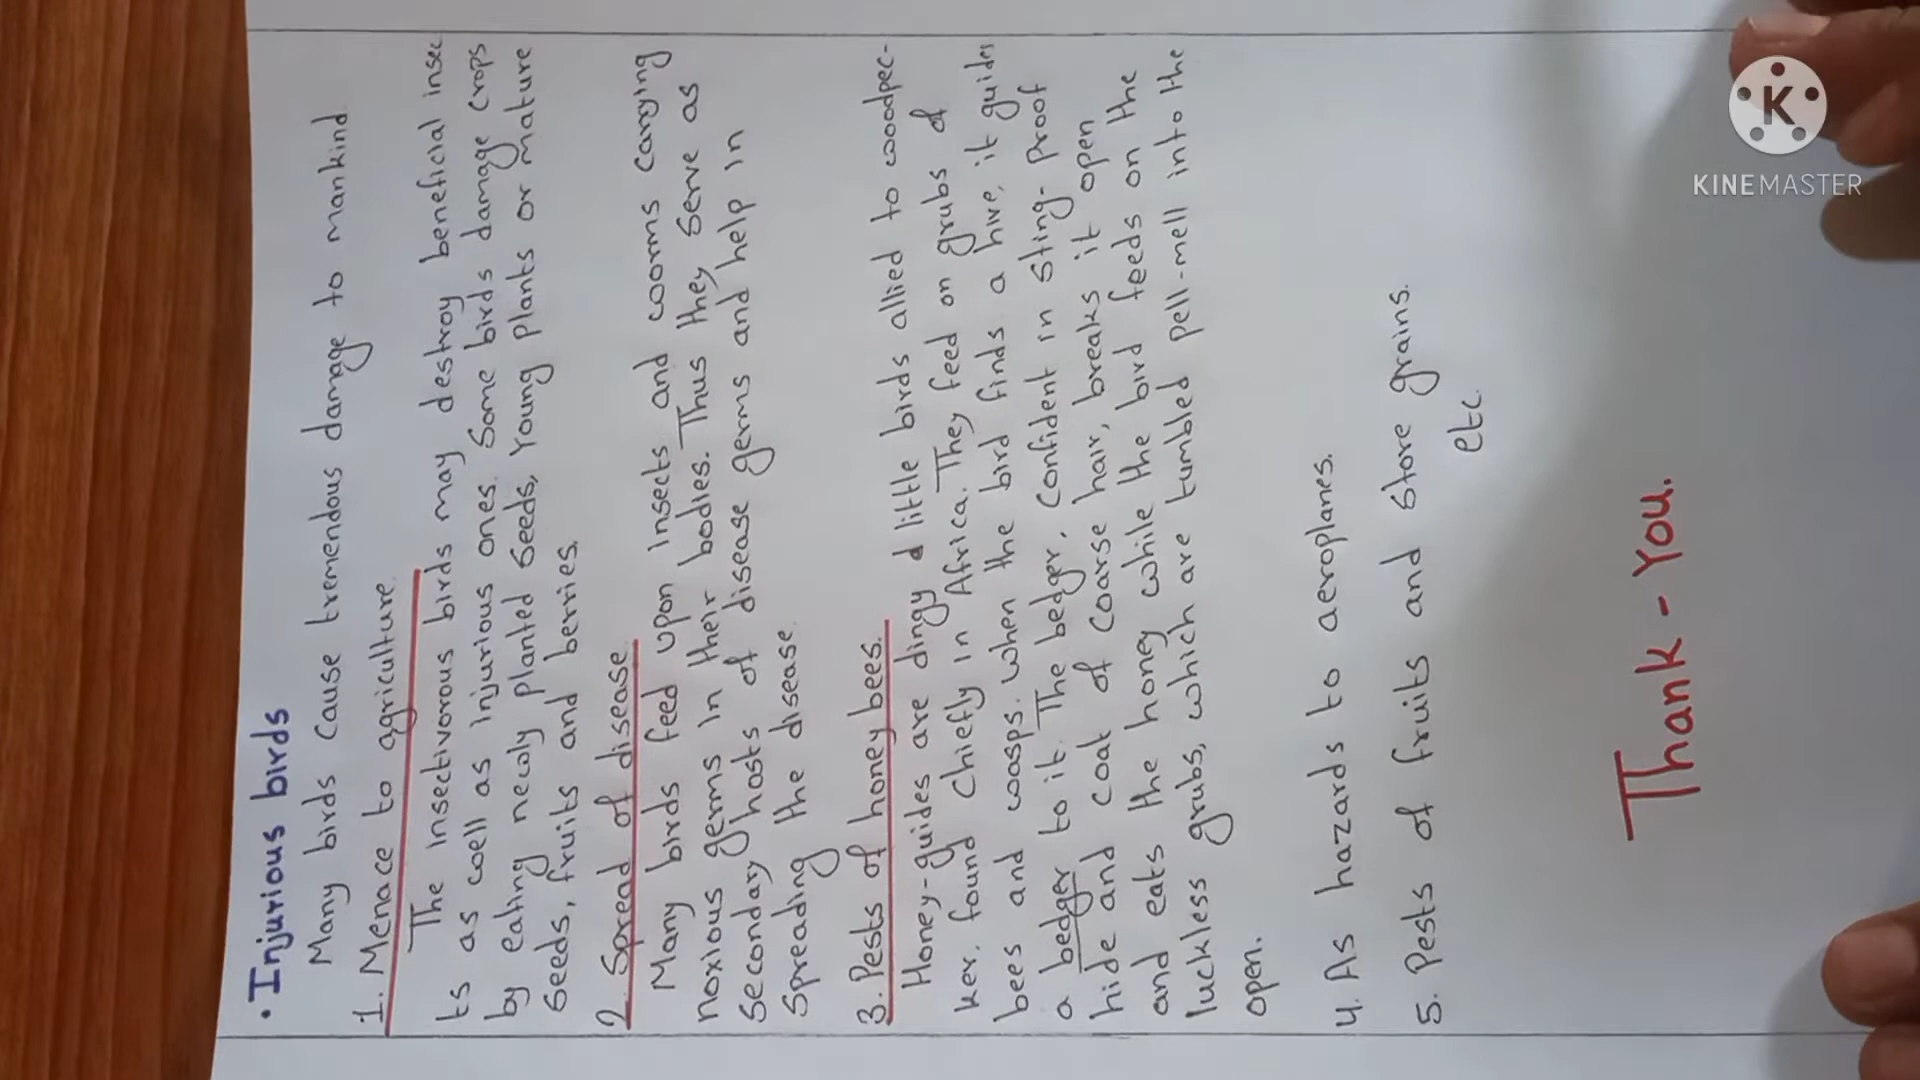 • Injurious birds
Many birds cause tremendous damage to mankind.
1. Menace to agriculture.
The insectivorous birds may destroy beneficial insec
ts as well as injurious ones. Some birds damage crops
by eating newly planted seeds, young plants or mature
seeds, fruits and berries.
2. Spread of disease.
Many birds feed upon insects and worms carrying
noxious germs in their bodies. Thus they serve as
secondary hosts of disease germs and help in
spreading the disease.
3. Pests of honey bees.
Honey-guides are dingy little birds allied to woodpec-
ker, found chiefly in Africa. They feed on grubs of
bees and wasps. When the bird finds a hive, it guides
a bedger to it. The bedger, confident in sting-proof
hide and coat of coarse hair, breaks it open
and eats the honey while the bird feeds on the
luckless grubs, which are tumbled pell-mell into the
open.
4. As hazards to aeroplanes.
5. Pests of fruits and store grains.
etc.
Thank-You.
K
KINEMASTER